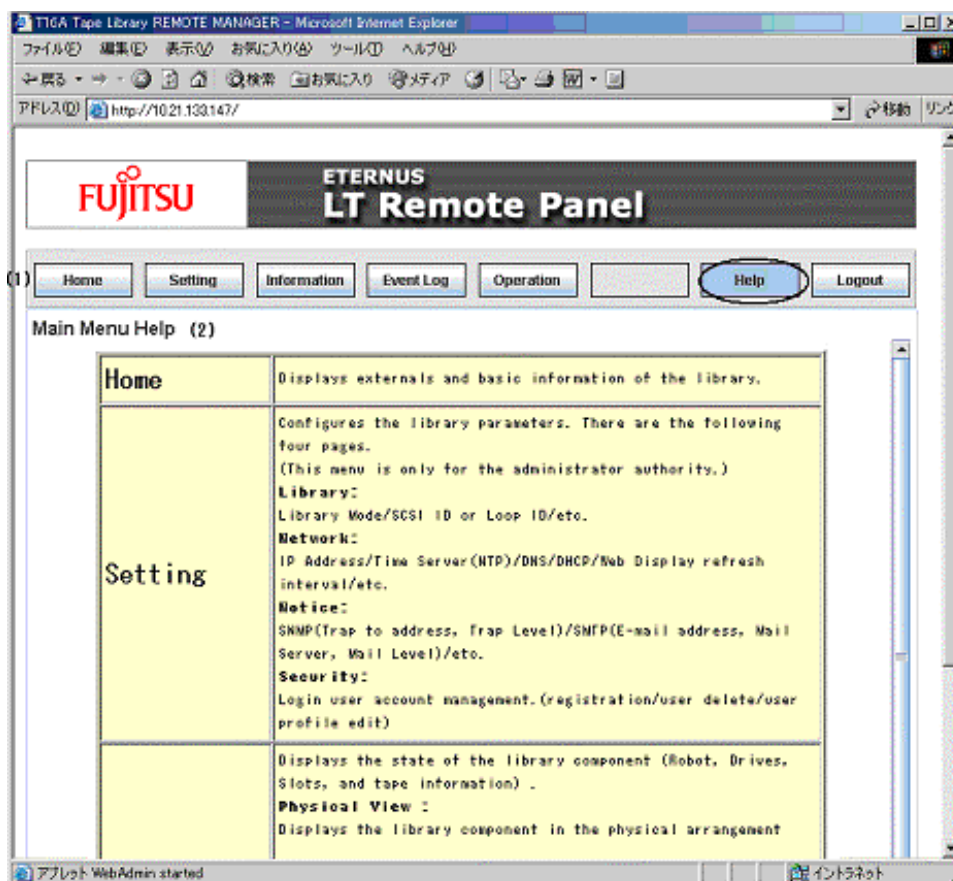 T16A Tape Library REMOTE MANAGER - Microsoft Internet Explorer
ファイル(F) 編集(E) 表示(V) お気に入り(A) ツール(T) ヘルプ(H)
戻る 検索 お気に入り メディア
アドレス(D) http://10.21.133.147/ 移動 リンク
FUJITSU
ETERNUS
LT Remote Panel
(1) Home Setting Information Event Log Operation Help Logout
Main Menu Help (2)
Home
Displays externals and basic information of the library.
Setting
Configures the library parameters. There are the following
four pages.
(This menu is only for the administrator authority.)
Library:
Library Mode/SCSI ID or Loop ID/etc.
Network:
IP Address/Time Server(NTP)/DNS/DHCP/Web Display refresh
interval/etc.
Notice:
SNMP(Trap to address, Trap Level)/SMTP(E-mail address, Mail
Server, Mail Level)/etc.
Security:
Login user account management.(registration/user delete/user
profile edit)
Displays the state of the library component (Robot, Drives,
Slots, and tape information) .
Physical View :
Displays the library component in the physical arrangement
アプレット WebAdmin started イントラネット